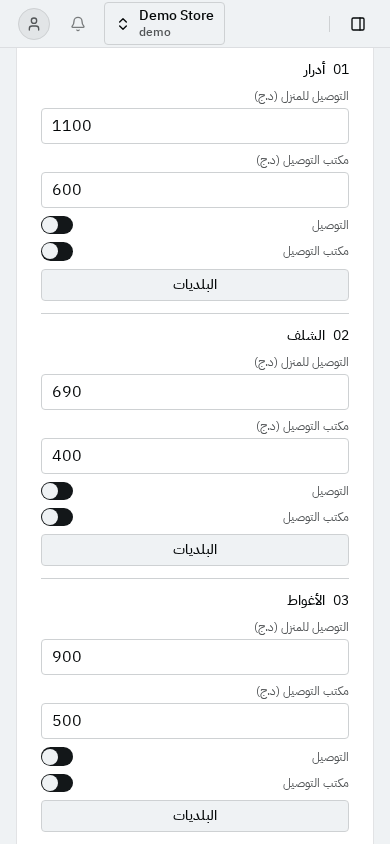 Demo Store
demo
01 أدرار
التوصيل للمنزل (د.ج)
1100
مكتب التوصيل (د.ج)
600
التوصيل
مكتب التوصيل
البلديات
02 الشلف
التوصيل للمنزل (د.ج)
690
مكتب التوصيل (د.ج)
400
التوصيل
مكتب التوصيل
البلديات
03 الأغواط
التوصيل للمنزل (د.ج)
900
مكتب التوصيل (د.ج)
500
التوصيل
مكتب التوصيل
البلديات